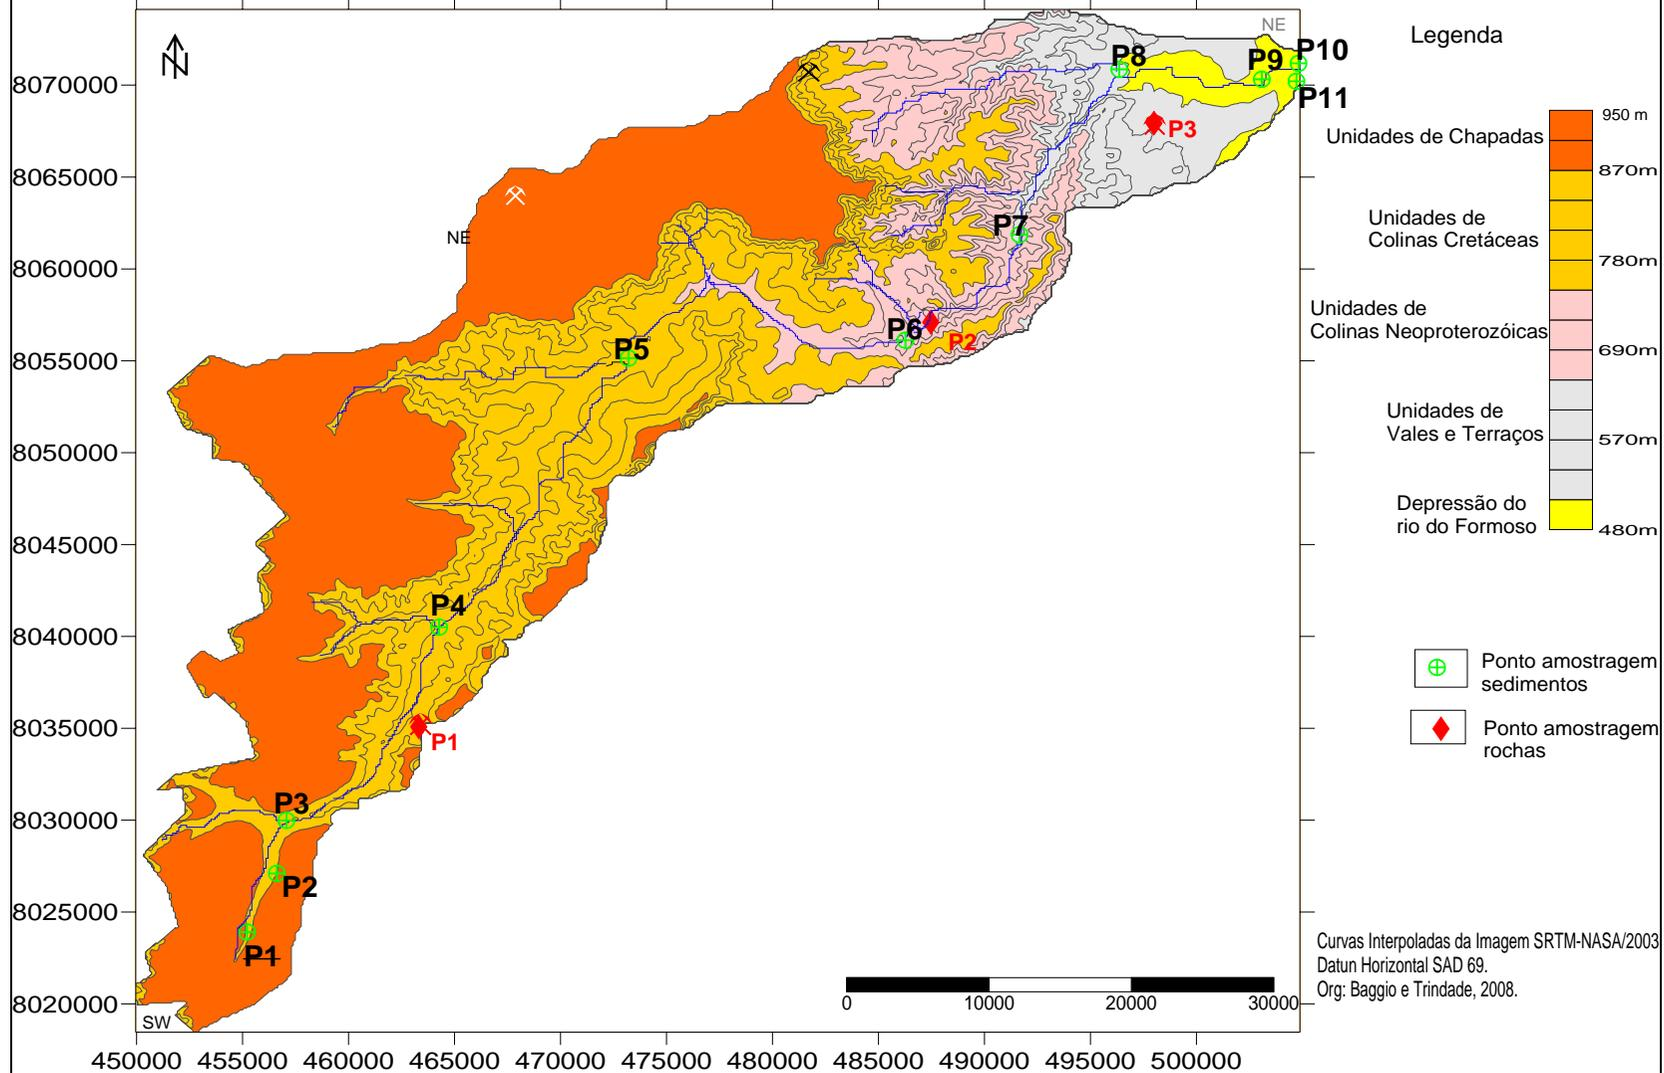 N
NE
NE
SW
P1
P2
P3
P4
P5
P6
P7
P8
P9
P10
P11
P1
P2
P3
8070000
8065000
8060000
8055000
8050000
8045000
8040000
8035000
8030000
8025000
8020000
450000
455000
460000
465000
470000
475000
480000
485000
490000
495000
500000
0
10000
20000
30000
Legenda
950 m
Unidades de Chapadas
870m
Unidades de
Colinas Cretáceas
780m
Unidades de
Colinas Neoproterozóicas
690m
Unidades de
Vales e Terraços
570m
Depressão do
rio do Formoso
480m
Ponto amostragem
sedimentos
Ponto amostragem
rochas
Curvas Interpoladas da Imagem SRTM-NASA/2003
Datun Horizontal SAD 69.
Org: Baggio e Trindade, 2008.